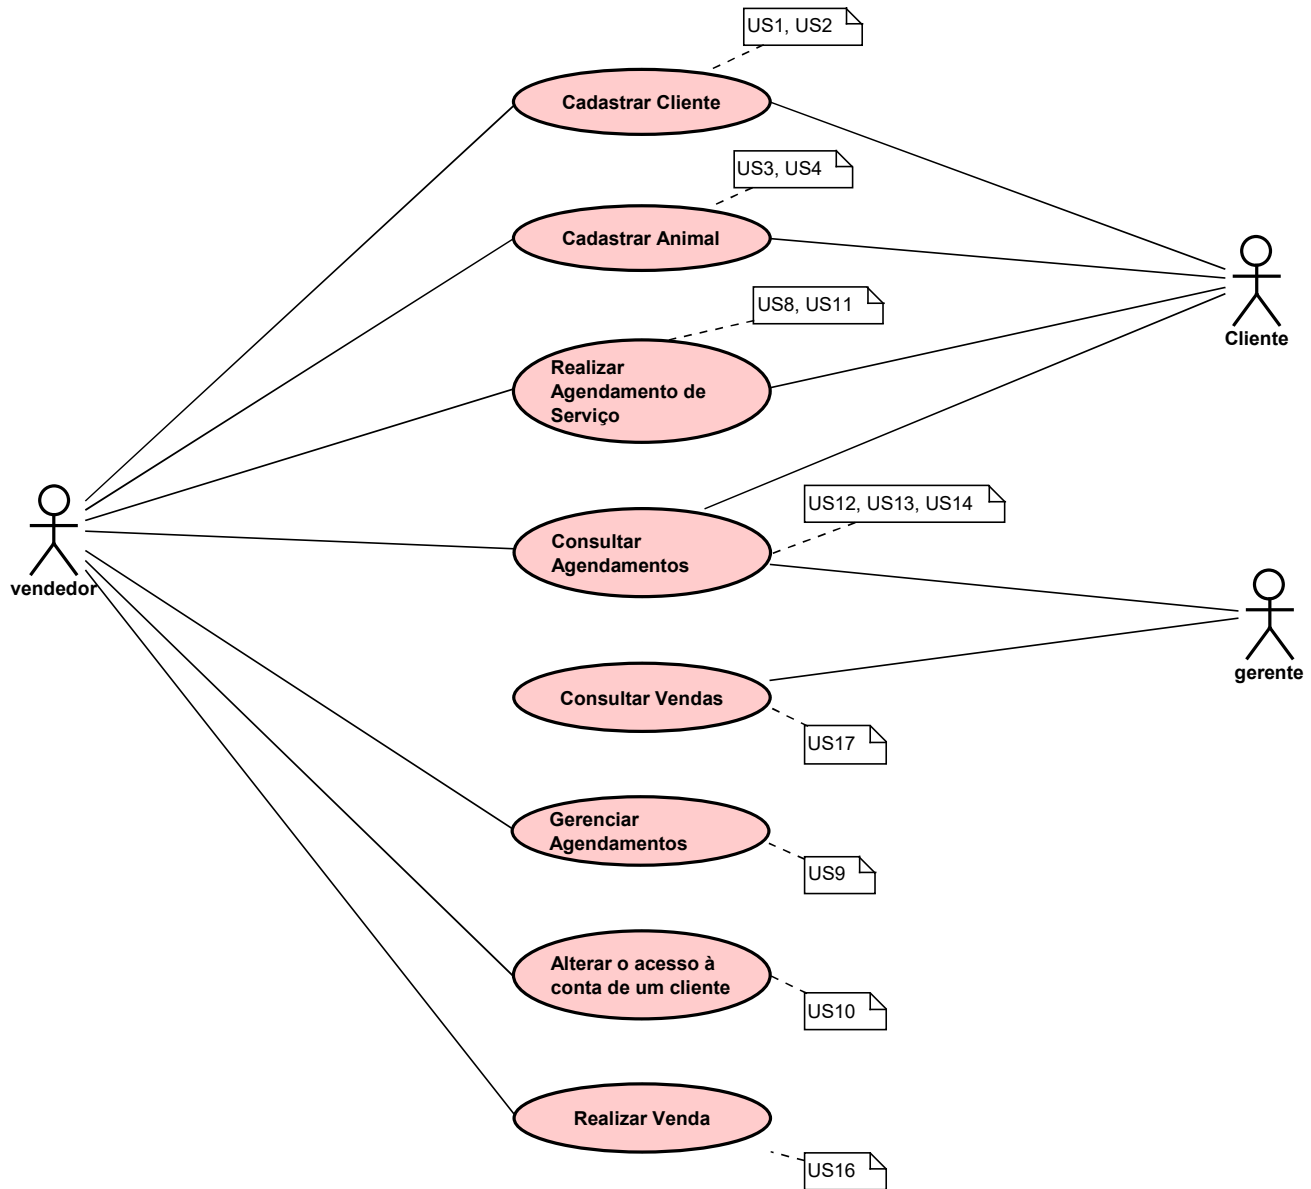 US1, US2
Cadastrar Cliente
US3, US4
Cadastrar Animal
US8, US11
Cliente
Realizar
Agendamento de
Serviço
US12, US13, US14
Consultar
Agendamentos
vendedor
gerente
Consultar Vendas
US17
Gerenciar
Agendamentos
US9
Alterar o acesso à
conta de um cliente
US10
Realizar Venda
US16